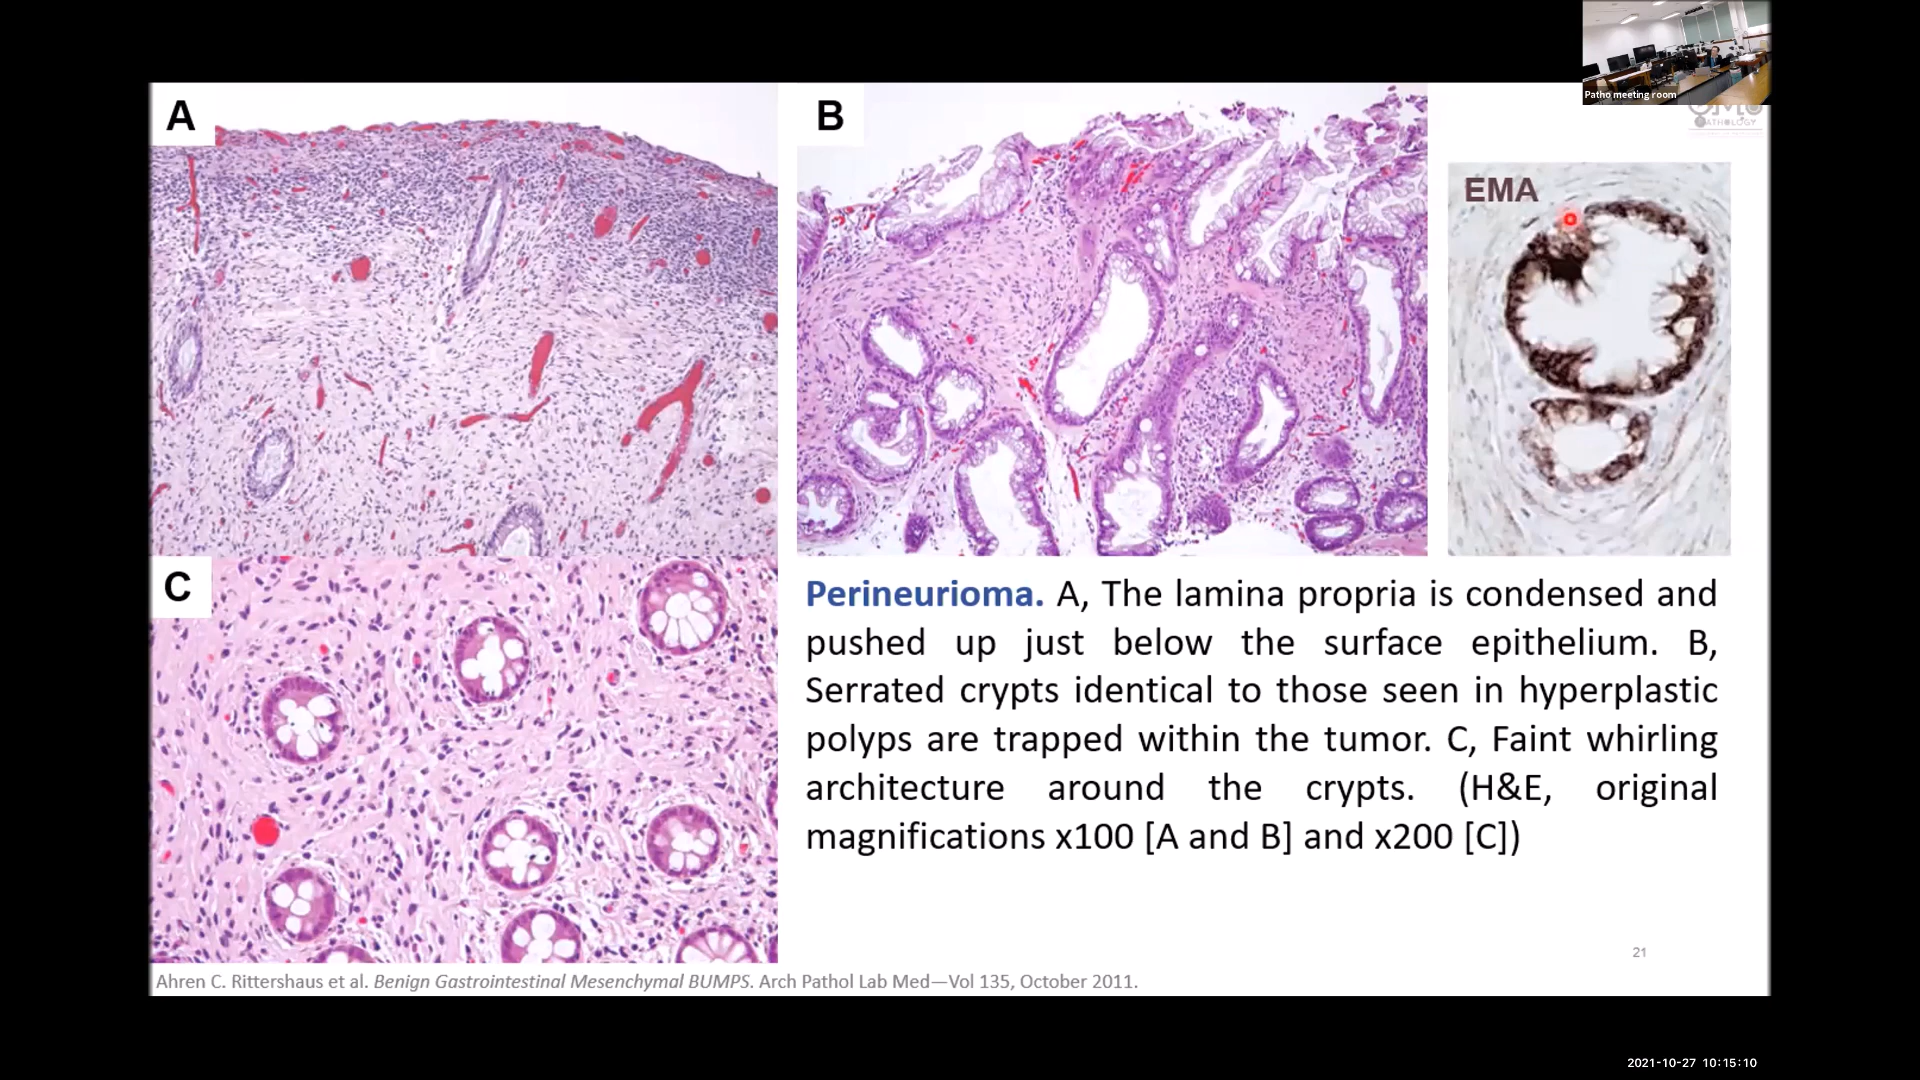 Patho meeting room
PATHOLOGY
A
B
EMA
C
Perineurioma. A, The lamina propria is condensed and
pushed up just below the surface epithelium. B,
Serrated crypts identical to those seen in hyperplastic
polyps are trapped within the tumor. C, Faint whirling
architecture around the crypts. (H&E, original
magnifications x100 [A and B] and x200 [C])
21
Ahren C. Rittershaus et al. Benign Gastrointestinal Mesenchymal BUMPS. Arch Pathol Lab Med—Vol 135, October 2011.
2021-10-27 10:15:10